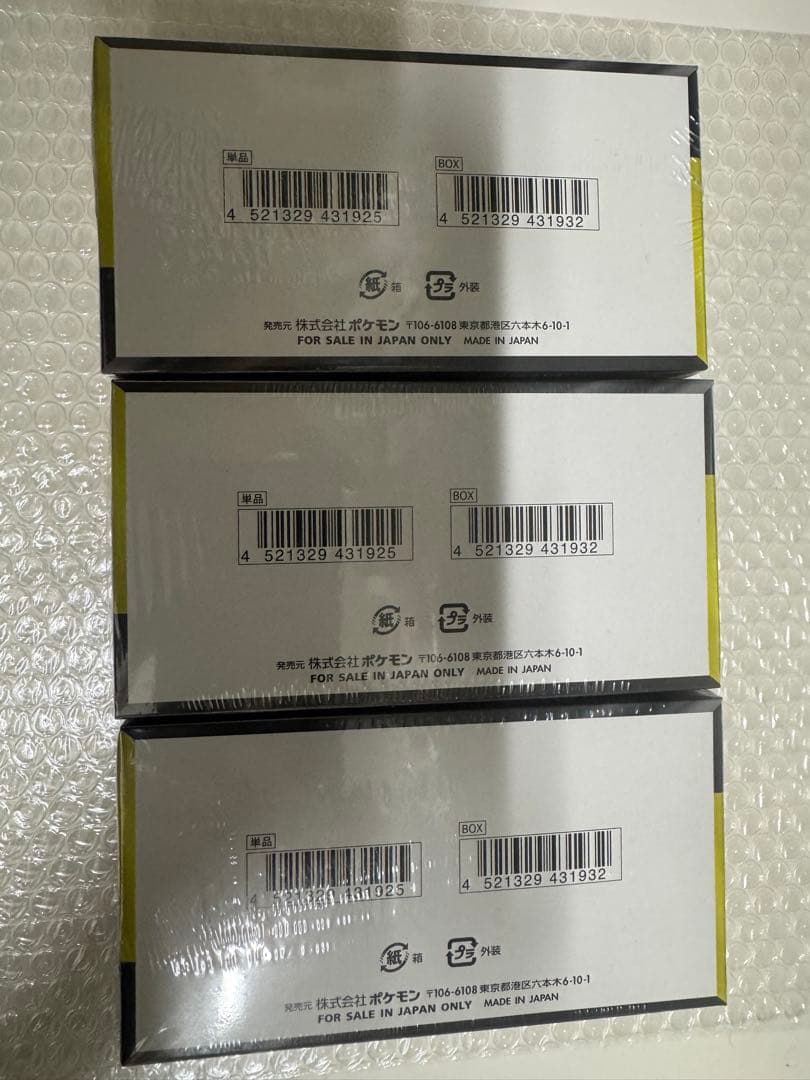 単品
BOX
4 521329 431925
4 521329 431932
紙 箱
プラ 外装
発売元 株式会社ポケモン 〒106-6108 東京都港区六本木6-10-1
FOR SALE IN JAPAN ONLY MADE IN JAPAN
単品
BOX
4 521329 431925
4 521329 431932
紙 箱
プラ 外装
発売元 株式会社ポケモン 〒106-6108 東京都港区六本木6-10-1
FOR SALE IN JAPAN ONLY MADE IN JAPAN
単品
BOX
4 521329 431925
4 521329 431932
紙 箱
プラ 外装
発売元 株式会社ポケモン 〒106-6108 東京都港区六本木6-10-1
FOR SALE IN JAPAN ONLY MADE IN JAPAN